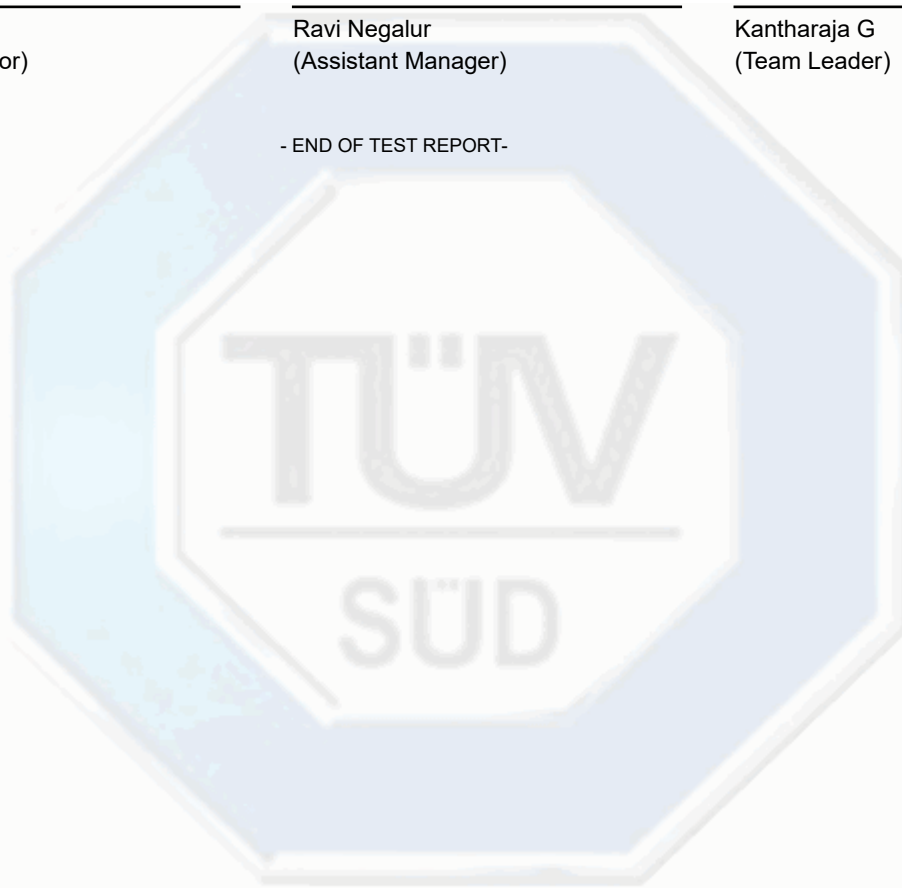 Ravi Negalur
Kantharaja G
or)
(Assistant Manager)
(Team Leader)
- END OF TEST REPORT-
TÜV
SÜD